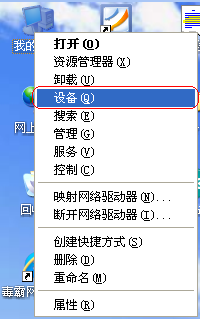 我的
打开(O)
资源管理器(X)
卸载(U)
设备(Q)
搜索(E)
网上
管理(G)
服务(V)
控制(C)
映射网络驱动器(N)...
回收
断开网络驱动器(I)...
创建快捷方式(S)
删除(D)
毒霸网
重命名(M)
属性(R)